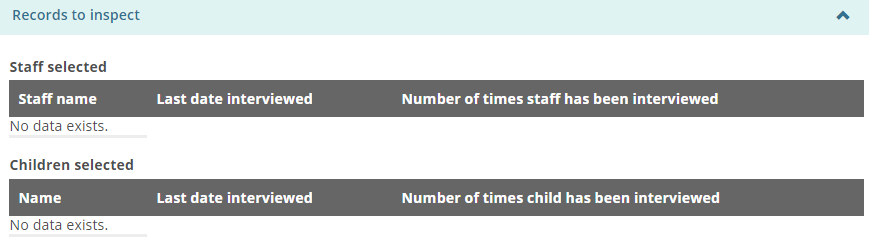 Records to inspect
Staff selected
Staff name Last date interviewed Number of times staff has been interviewed
No data exists.
Children selected
Name Last date interviewed Number of times child has been interviewed
No data exists.